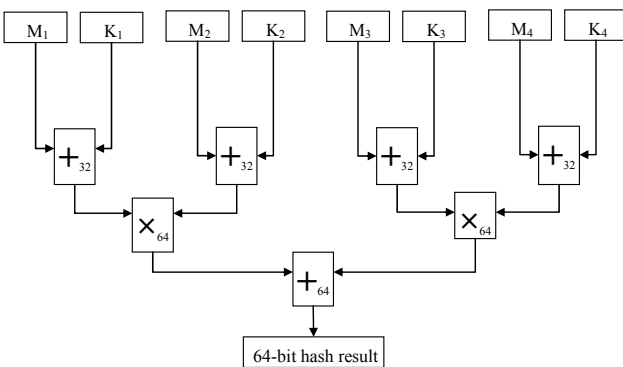 M₁ K₁ M₂ K₂ M₃ K₃ M₄ K₄
+₃₂ +₃₂ +₃₂ +₃₂
×₆₄ ×₆₄
+₆₄
64-bit hash result